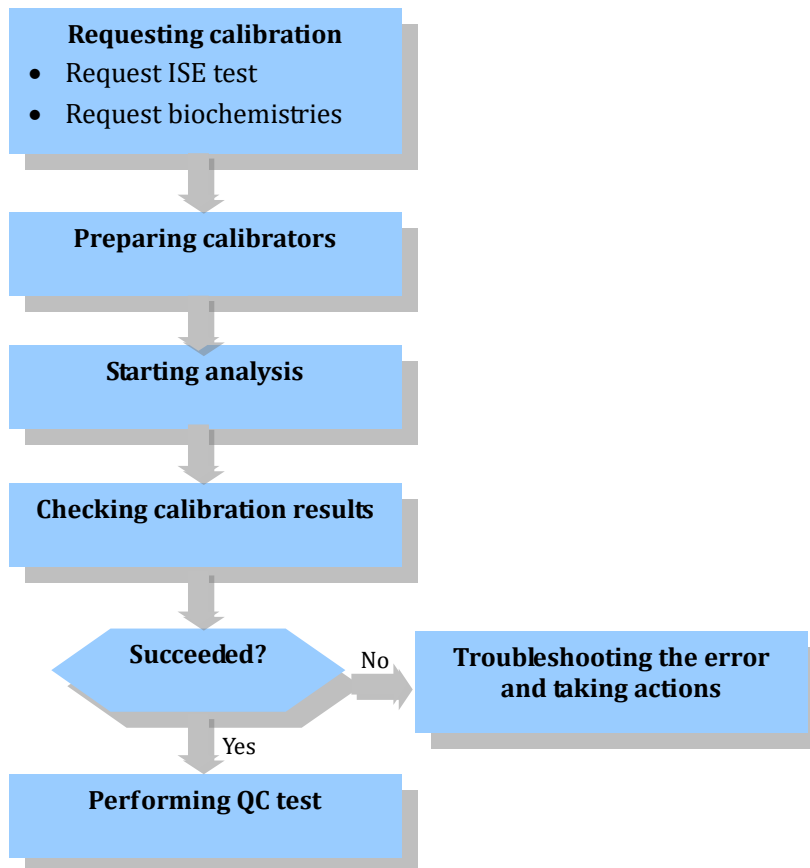 Requesting calibration
• Request ISE test
• Request biochemistries
Preparing calibrators
Starting analysis
Checking calibration results
Succeeded?
No
Troubleshooting the error
and taking actions
Yes
Performing QC test